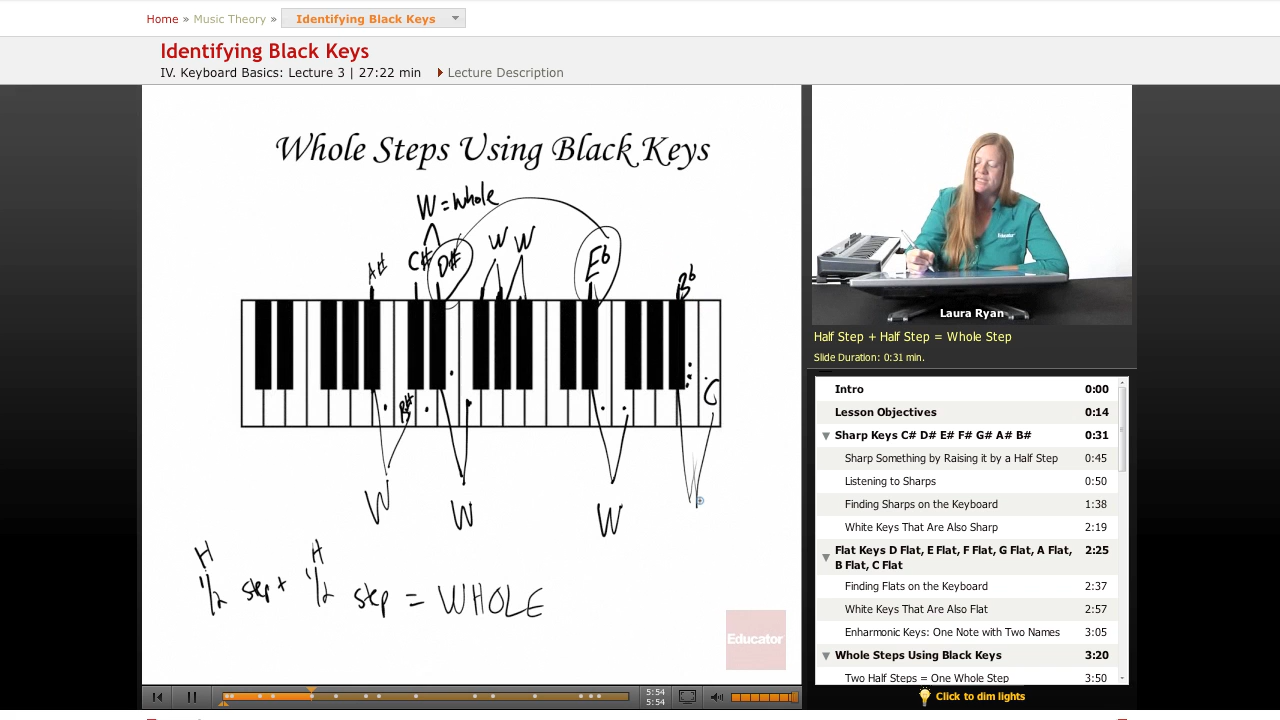 Home » Music Theory » Identifying Black Keys
Identifying Black Keys
IV. Keyboard Basics: Lecture 3 | 27:22 min Lecture Description
Whole Steps Using Black Keys
W = whole
A# C# D# W W E♭ B♭
B# C
W W W W
H H
1/2 step + 1/2 step = WHOLE
Educator
Educator
Laura Ryan
Half Step + Half Step = Whole Step
Slide Duration: 0:31 min.
Intro 0:00
Lesson Objectives 0:14
Sharp Keys C# D# E# F# G# A# B# 0:31
Sharp Something by Raising it by a Half Step 0:45
Listening to Sharps 0:50
Finding Sharps on the Keyboard 1:38
White Keys That Are Also Sharp 2:19
Flat Keys D Flat, E Flat, F Flat, G Flat, A Flat, 2:25
B Flat, C Flat
Finding Flats on the Keyboard 2:37
White Keys That Are Also Flat 2:57
Enharmonic Keys: One Note with Two Names 3:05
Whole Steps Using Black Keys 3:20
Two Half Steps = One Whole Step 3:50
5:54
5:54
Click to dim lights